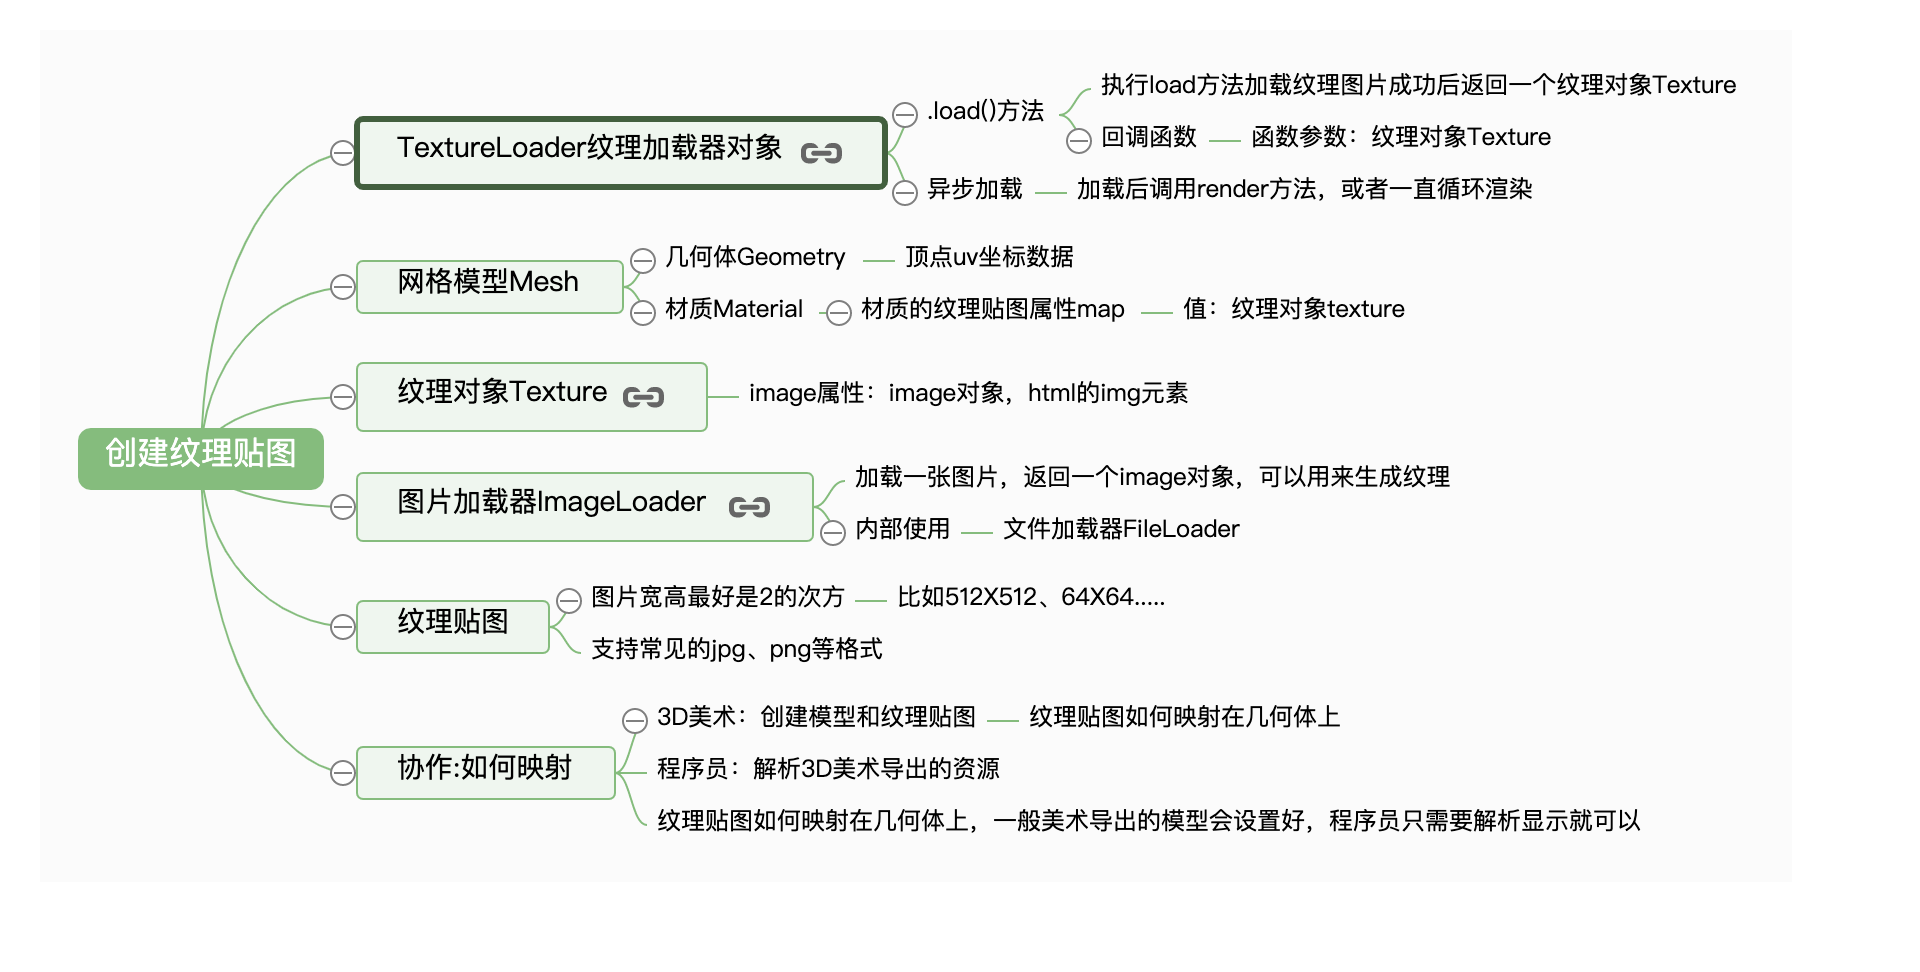 创建纹理贴图
TextureLoader纹理加载器对象
.load()方法
执行load方法加载纹理图片成功后返回一个纹理对象Texture
回调函数
函数参数：纹理对象Texture
异步加载
加载后调用render方法，或者一直循环渲染
网格模型Mesh
几何体Geometry
顶点uv坐标数据
材质Material
材质的纹理贴图属性map
值：纹理对象texture
纹理对象Texture
image属性：image对象，html的img元素
图片加载器ImageLoader
加载一张图片，返回一个image对象，可以用来生成纹理
内部使用
文件加载器FileLoader
纹理贴图
图片宽高最好是2的次方
比如512X512、64X64.....
支持常见的jpg、png等格式
协作:如何映射
3D美术：创建模型和纹理贴图
纹理贴图如何映射在几何体上
程序员：解析3D美术导出的资源
纹理贴图如何映射在几何体上，一般美术导出的模型会设置好，程序员只需要解析显示就可以